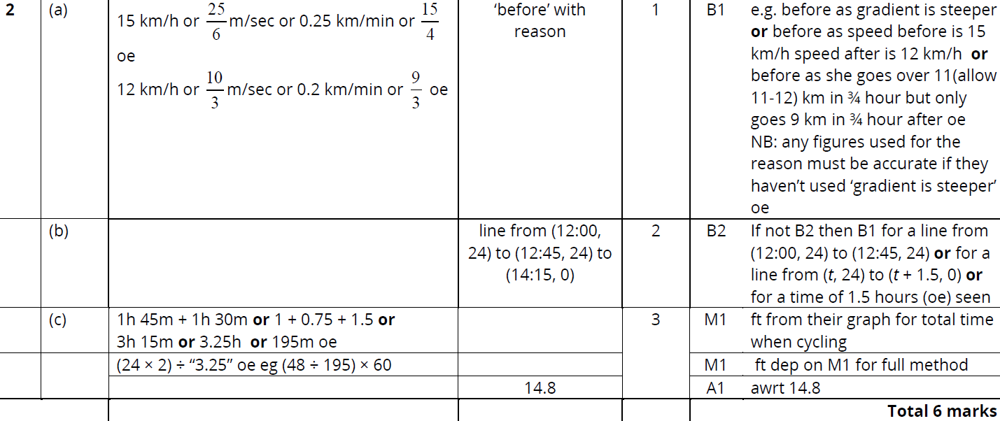 2 (a) 15 km/h or 25/6 m/sec or 0.25 km/min or 15/4
oe
12 km/h or 10/3 m/sec or 0.2 km/min or 9/3 oe
‘before’ with
reason
1 B1 e.g. before as gradient is steeper
or before as speed before is 15
km/h speed after is 12 km/h or
before as she goes over 11(allow
11-12) km in ¾ hour but only
goes 9 km in ¾ hour after oe
NB: any figures used for the
reason must be accurate if they
haven’t used ‘gradient is steeper’
oe
(b) line from (12:00,
24) to (12:45, 24) to
(14:15, 0)
2 B2 If not B2 then B1 for a line from
(12:00, 24) to (12:45, 24) or for a
line from (t, 24) to (t + 1.5, 0) or
for a time of 1.5 hours (oe) seen
(c) 1h 45m + 1h 30m or 1 + 0.75 + 1.5 or
3h 15m or 3.25h or 195m oe
3 M1 ft from their graph for total time
when cycling
(24 × 2) ÷ “3.25” oe eg (48 ÷ 195) × 60 M1 ft dep on M1 for full method
14.8 A1 awrt 14.8
Total 6 marks